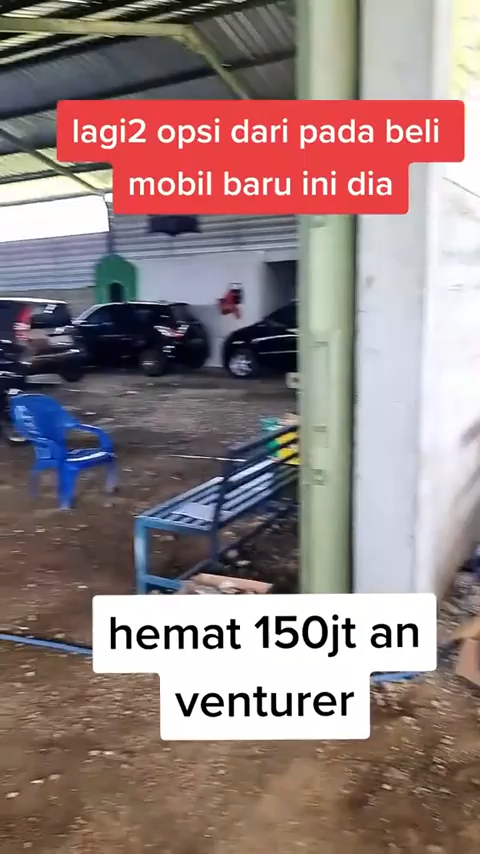 lagi2 opsi dari pada beli
mobil baru ini dia
hemat 150jt an
venturer